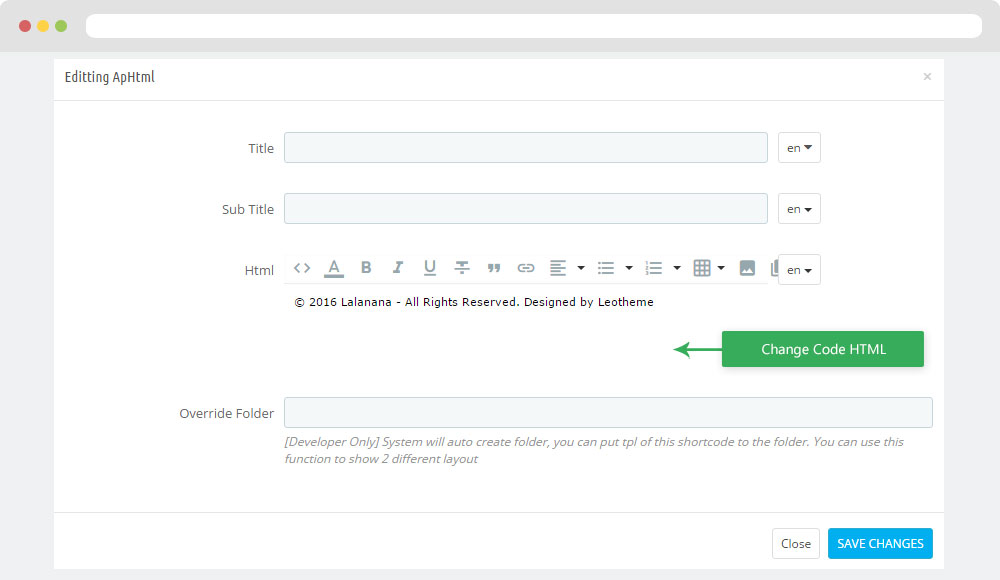 Editting ApHtml ×
Title en
Sub Title en
Html en
© 2016 Lalanana - All Rights Reserved. Designed by Leotheme
Change Code HTML
Override Folder
[Developer Only] System will auto create folder, you can put tpl of this shortcode to the folder. You can use this
function to show 2 different layout
Close SAVE CHANGES